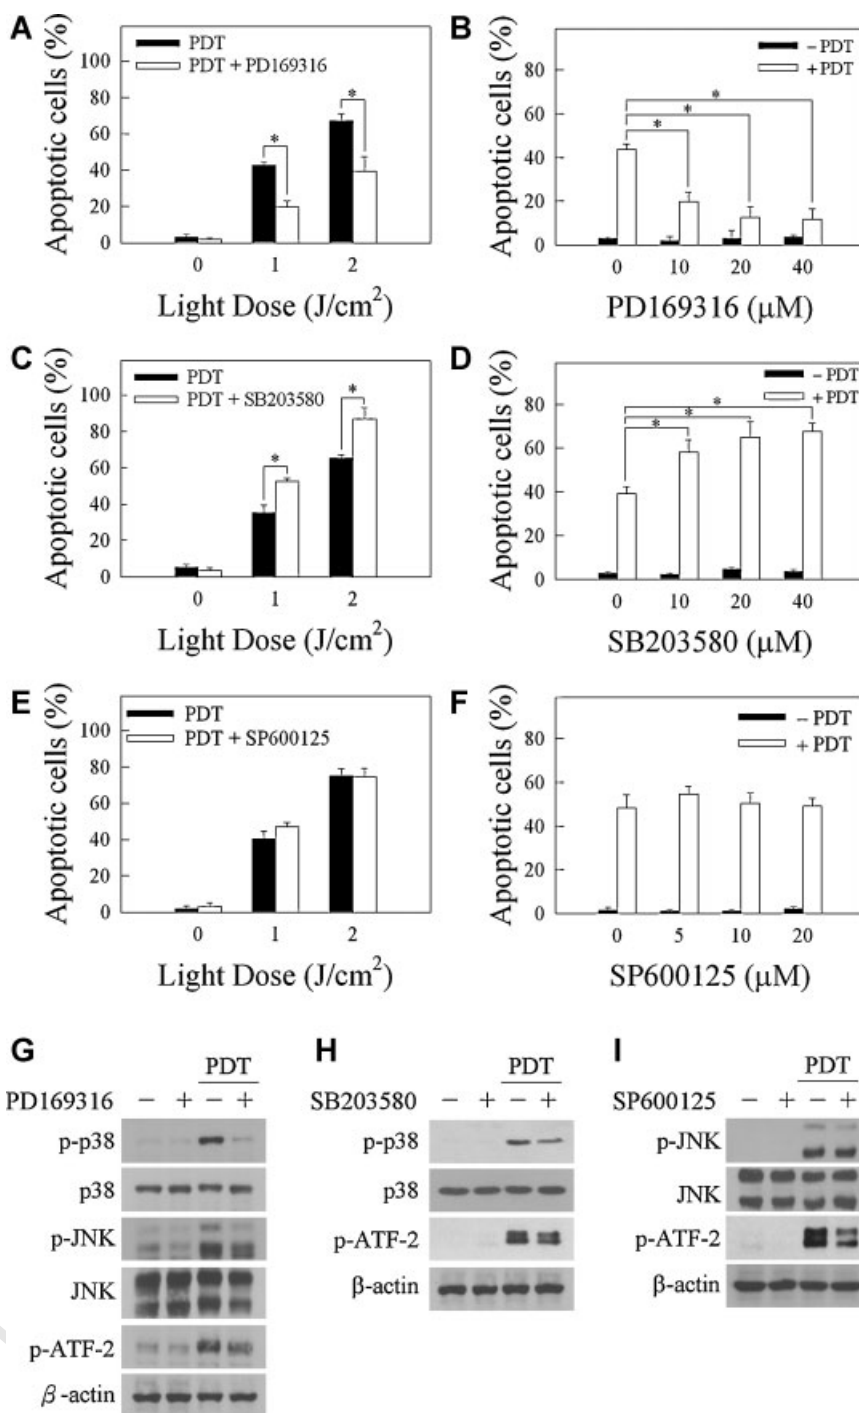 A
PDT
PDT + PD169316
Apoptotic cells (%)
100
80
60
40
20
0
*
*
0 1 2
Light Dose (J/cm²)
B
– PDT
+ PDT
Apoptotic cells (%)
80
60
40
20
0
*
*
*
0 10 20 40
PD169316 (μM)
C
PDT
PDT + SB203580
Apoptotic cells (%)
100
80
60
40
20
0
*
*
0 1 2
Light Dose (J/cm²)
D
– PDT
+ PDT
Apoptotic cells (%)
80
60
40
20
0
*
*
*
0 10 20 40
SB203580 (μM)
E
PDT
PDT + SP600125
Apoptotic cells (%)
100
80
60
40
20
0
0 1 2
Light Dose (J/cm²)
F
– PDT
+ PDT
Apoptotic cells (%)
80
60
40
20
0
0 5 10 20
SP600125 (μM)
G
PDT
PD169316 – + – +
p-p38
p38
p-JNK
JNK
p-ATF-2
β-actin
H
PDT
SB203580 – + – +
p-p38
p38
p-ATF-2
β-actin
I
PDT
SP600125 – + – +
p-JNK
JNK
p-ATF-2
β-actin